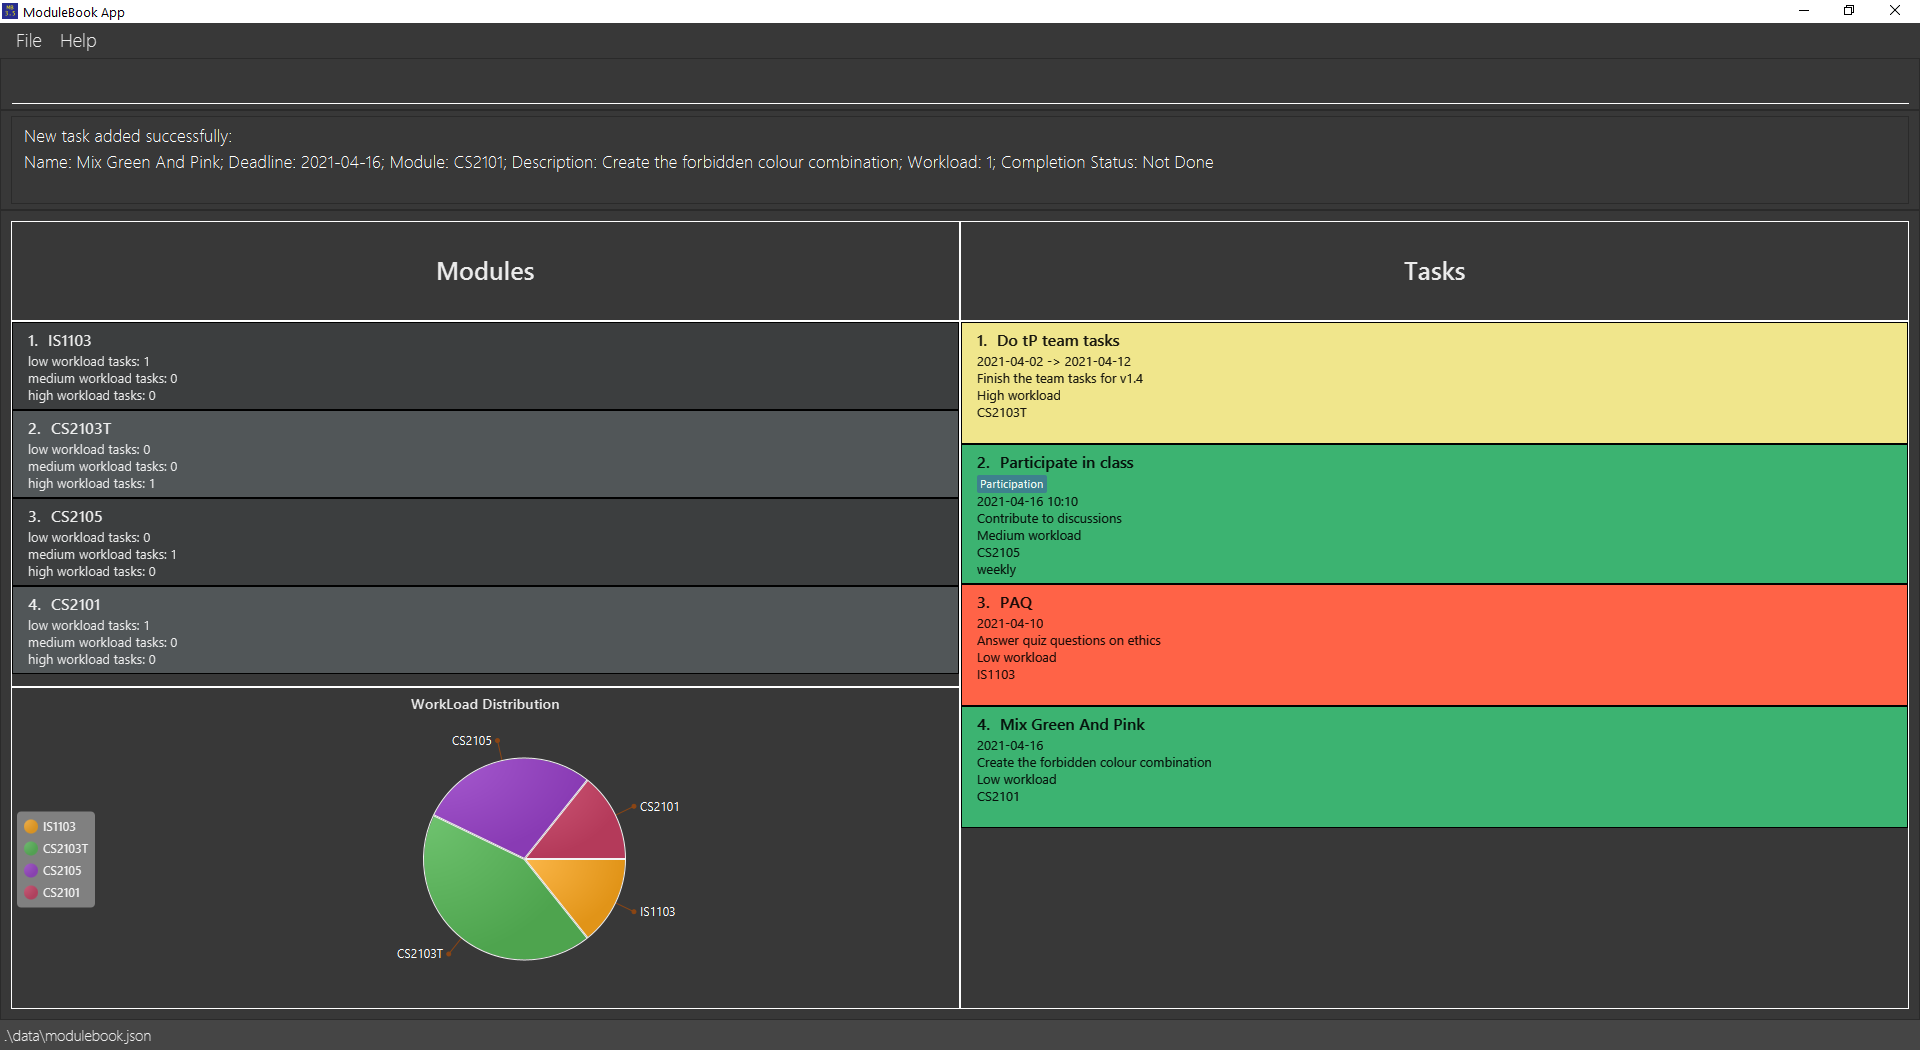 ModuleBook App
File Help
New task added successfully:
Name: Mix Green And Pink; Deadline: 2021-04-16; Module: CS2101; Description: Create the forbidden colour combination; Workload: 1; Completion Status: Not Done
Modules
1. IS1103
low workload tasks: 1
medium workload tasks: 0
high workload tasks: 0
2. CS2103T
low workload tasks: 0
medium workload tasks: 0
high workload tasks: 1
3. CS2105
low workload tasks: 0
medium workload tasks: 1
high workload tasks: 0
4. CS2101
low workload tasks: 1
medium workload tasks: 0
high workload tasks: 0
WorkLoad Distribution
CS2105
CS2101
IS1103
CS2103T
IS1103
CS2103T
CS2105
CS2101
Tasks
1. Do tP team tasks
2021-04-02 -> 2021-04-12
Finish the team tasks for v1.4
High workload
CS2103T
2. Participate in class
Participation
2021-04-16 10:10
Contribute to discussions
Medium workload
CS2105
weekly
3. PAQ
2021-04-10
Answer quiz questions on ethics
Low workload
IS1103
4. Mix Green And Pink
2021-04-16
Create the forbidden colour combination
Low workload
CS2101
.\data\modulebook.json